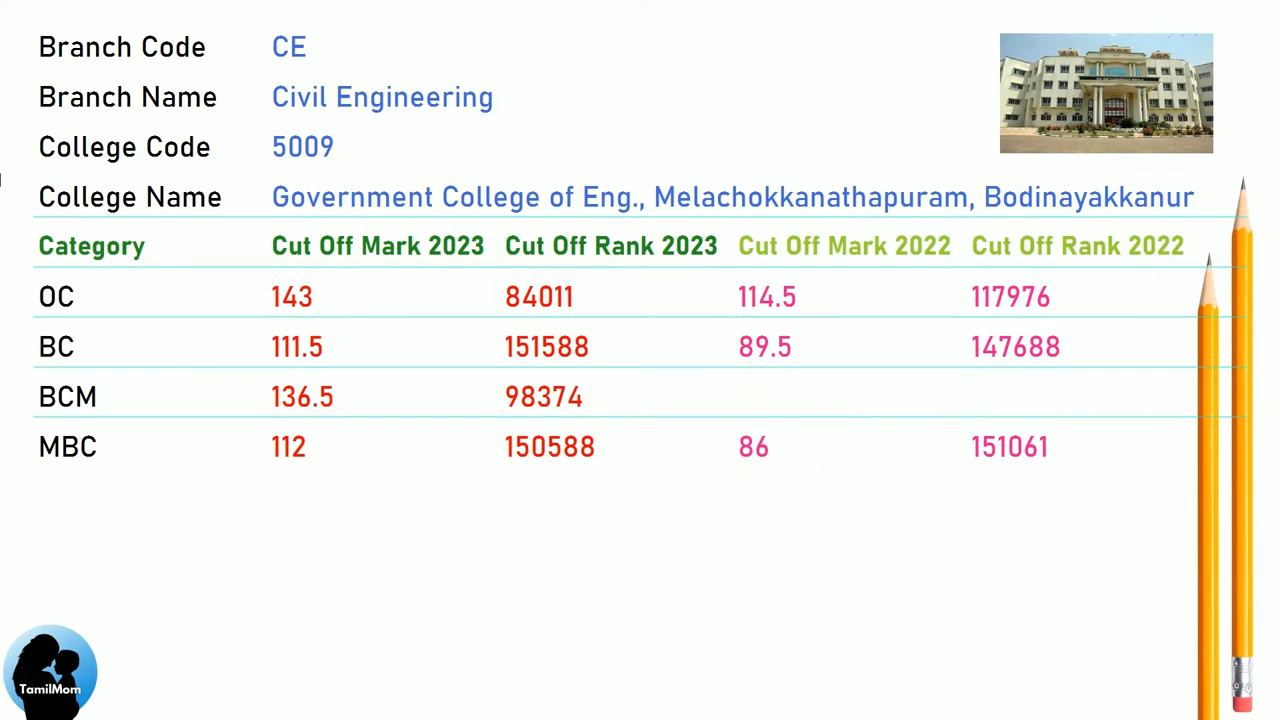 Branch Code CE
Branch Name Civil Engineering
College Code 5009
College Name Government College of Eng., Melachokkanathapuram, Bodinayakkanur
Category Cut Off Mark 2023 Cut Off Rank 2023 Cut Off Mark 2022 Cut Off Rank 2022
OC 143 84011 114.5 117976
BC 111.5 151588 89.5 147688
BCM 136.5 98374
MBC 112 150588 86 151061
TamilMom